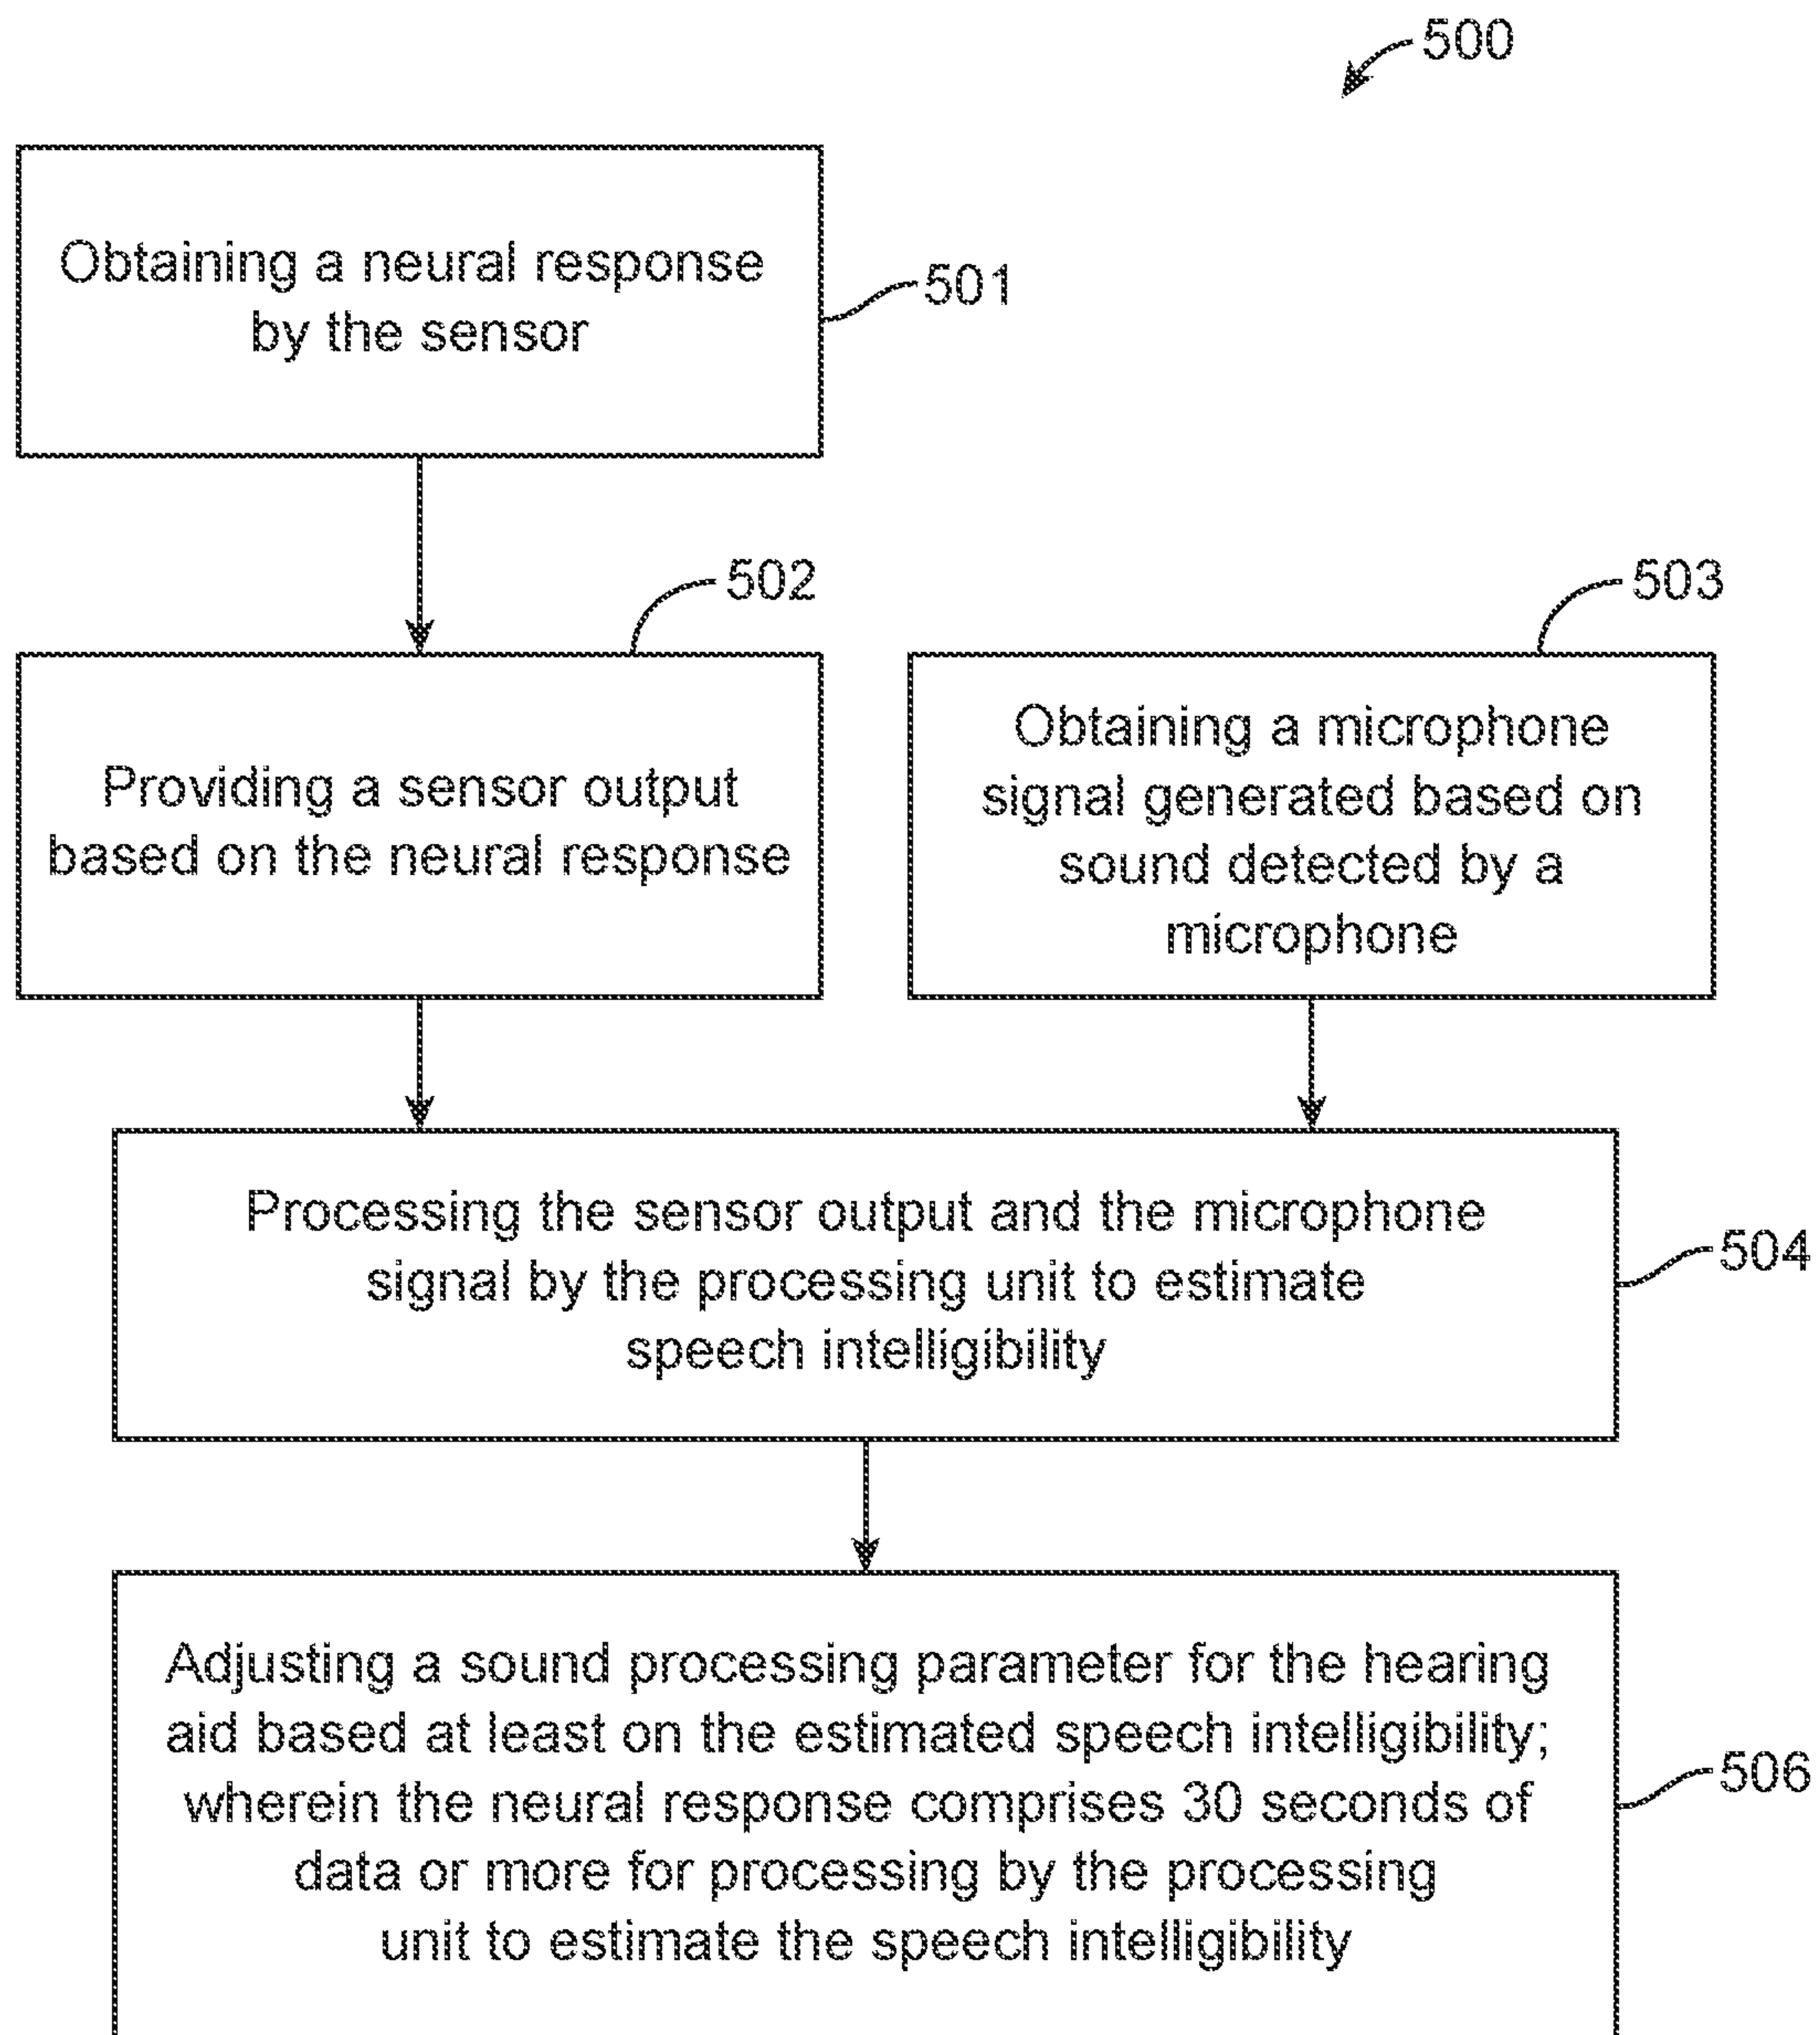 500
Obtaining a neural response
by the sensor
501
502
Providing a sensor output
based on the neural response
503
Obtaining a microphone
signal generated based on
sound detected by a
microphone
Processing the sensor output and the microphone
signal by the processing unit to estimate
speech intelligibility
504
Adjusting a sound processing parameter for the hearing
aid based at least on the estimated speech intelligibility;
wherein the neural response comprises 30 seconds of
data or more for processing by the processing
unit to estimate the speech intelligibility
506